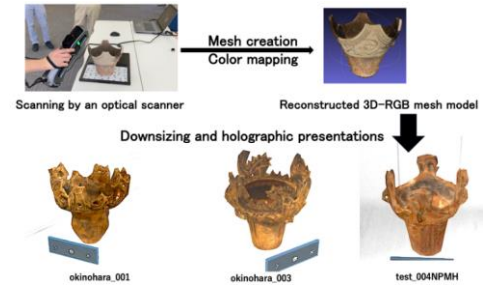 Mesh creation
Color mapping
Scanning by an optical scanner
Reconstructed 3D-RGB mesh model
Downsizing and holographic presentations
okinohara_001
okinohara_003
test_004NPMH